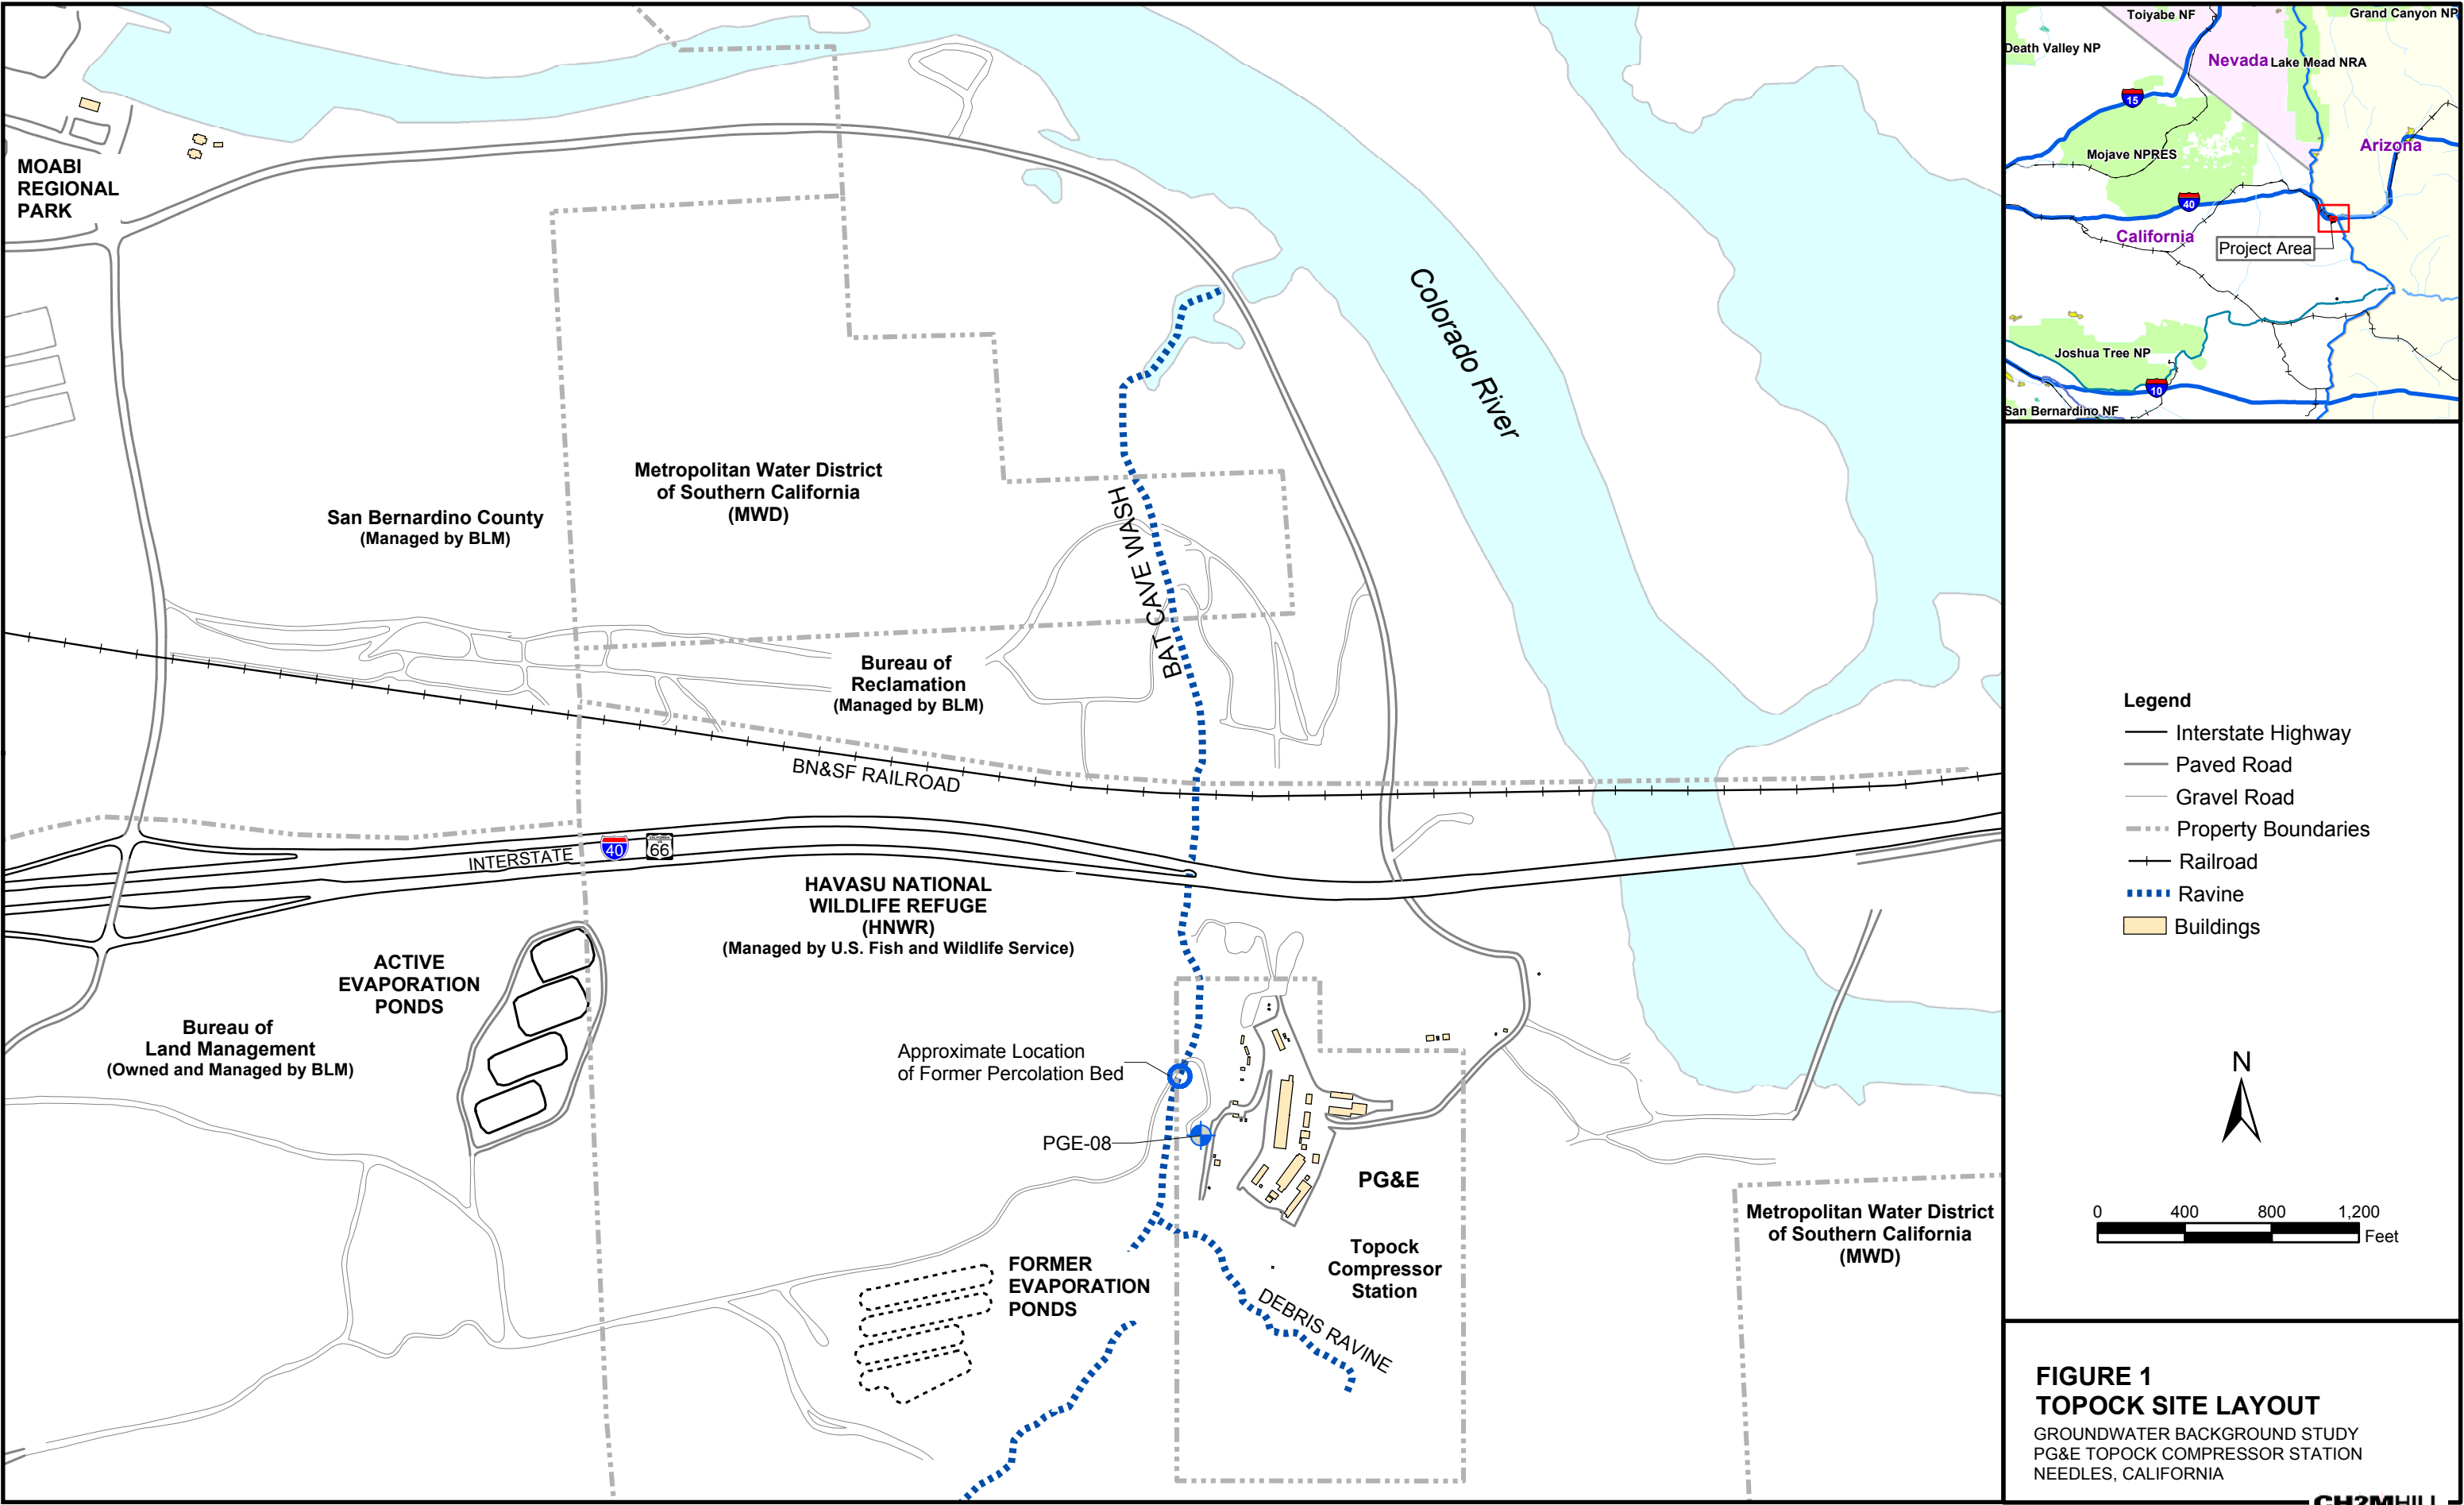 MOABI
REGIONAL
PARK
San Bernardino County
(Managed by BLM)
Metropolitan Water District
of Southern California
(MWD)
BAT CAVE WASH
Colorado River
Bureau of
Reclamation
(Managed by BLM)
BN&SF RAILROAD
INTERSTATE
40
CALIFORNIA
66
HAVASU NATIONAL
WILDLIFE REFUGE
(HNWR)
(Managed by U.S. Fish and Wildlife Service)
ACTIVE
EVAPORATION
PONDS
Bureau of
Land Management
(Owned and Managed by BLM)
Approximate Location
of Former Percolation Bed
PGE-08
PG&E
Topock
Compressor
Station
FORMER
EVAPORATION
PONDS
DEBRIS RAVINE
Metropolitan Water District
of Southern California
(MWD)
Toiyabe NF
Grand Canyon NP
Death Valley NP
Nevada
Lake Mead NRA
15
Arizona
Mojave NPRES
40
California
Project Area
Joshua Tree NP
10
San Bernardino NF
Legend
Interstate Highway
Paved Road
Gravel Road
Property Boundaries
Railroad
Ravine
Buildings
N
0 400 800 1,200
Feet
FIGURE 1
TOPOCK SITE LAYOUT
GROUNDWATER BACKGROUND STUDY
PG&E TOPOCK COMPRESSOR STATION
NEEDLES, CALIFORNIA
CH2MHILL